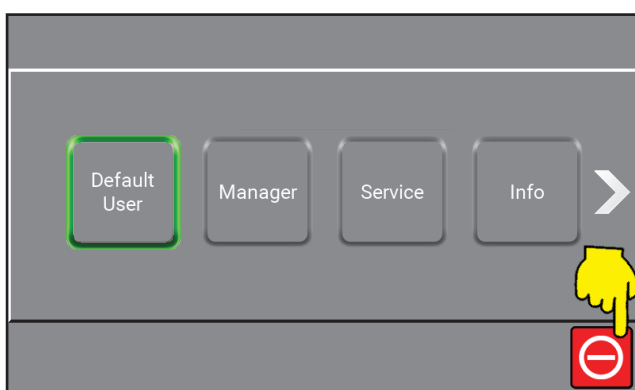 Default
User
Manager
Service
Info